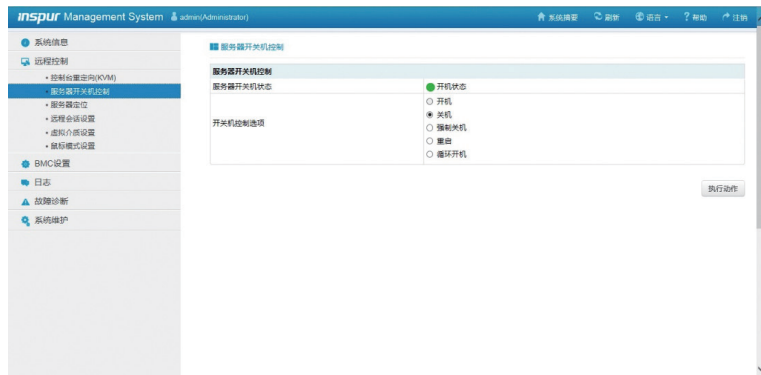 inspur Management System admin(Administrator) 系统摘要 刷新 语言 ? 帮助 注销
系统信息
远程控制
• 控制台重定向(KVM)
• 服务器开关机控制
• 服务器定位
• 远程会话设置
• 虚拟介质设置
• 鼠标模式设置
BMC设置
日志
故障诊断
系统维护
服务器开关机控制
服务器开关机控制
服务器开关机状态 开机状态
开关机控制选项
开机
关机
强制关机
重启
循环开机
执行动作